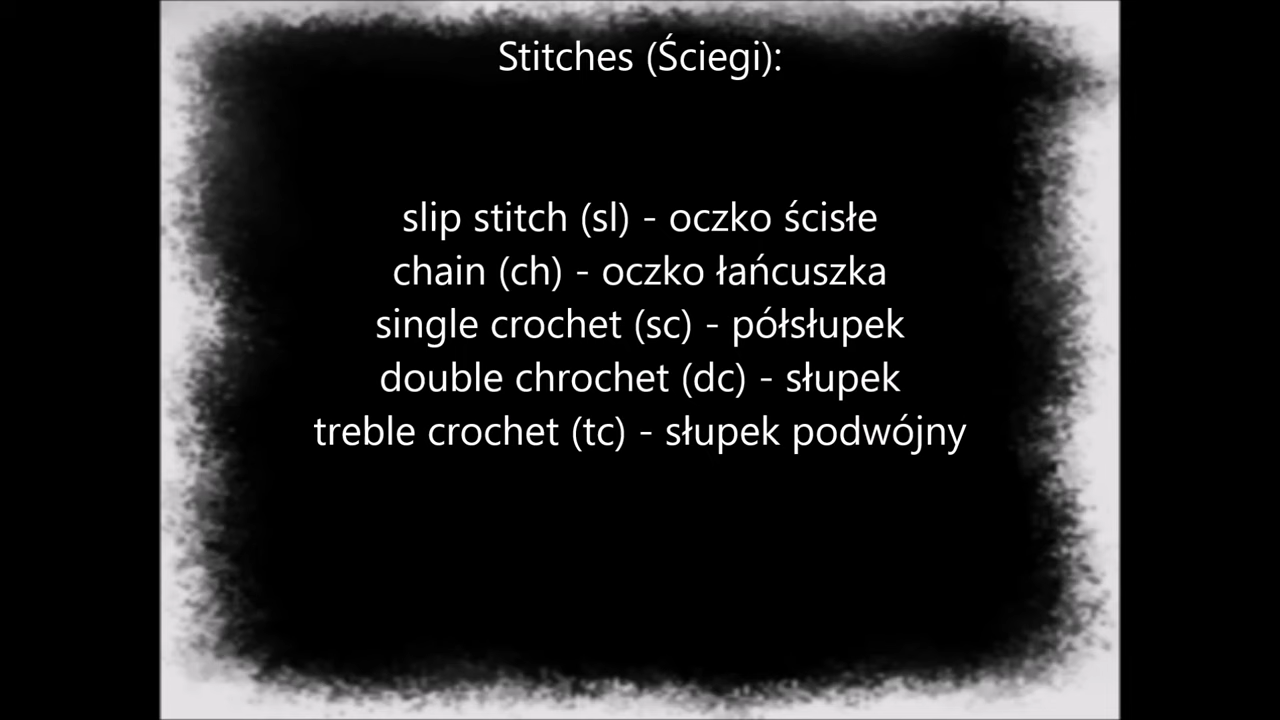 Stitches (Ściegi):
slip stitch (sl) - oczko ścisłe
chain (ch) - oczko łańcuszka
single crochet (sc) - półsłupek
double chrochet (dc) - słupek
treble crochet (tc) - słupek podwójny